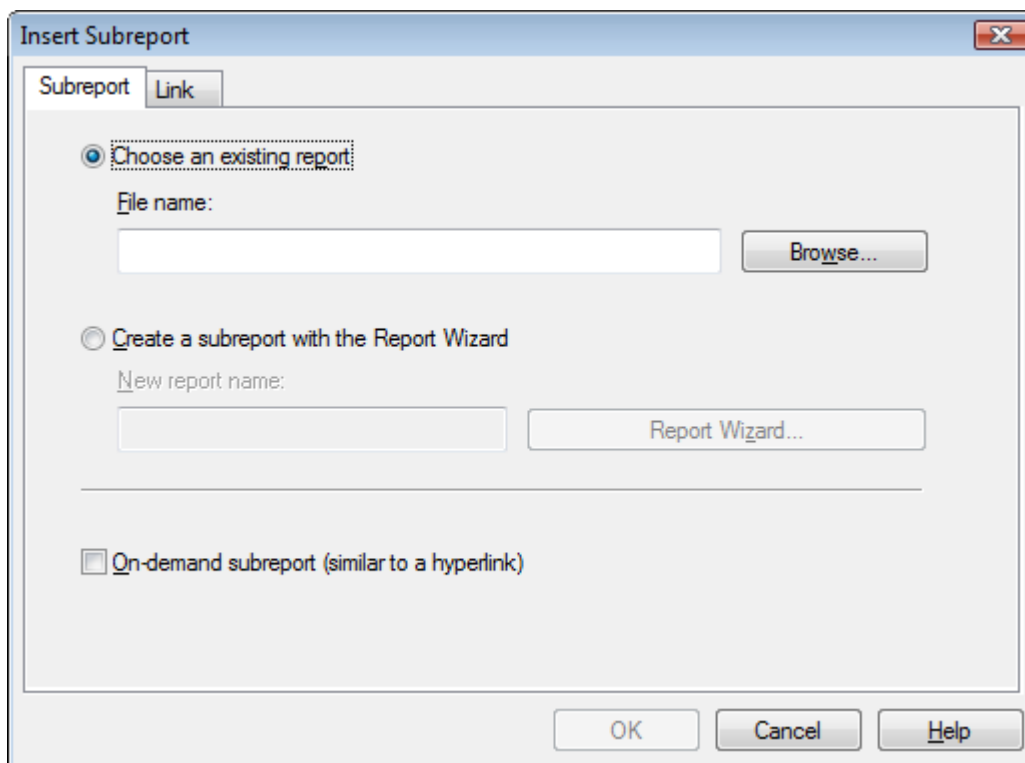 Insert Subreport
Subreport Link
Choose an existing report
File name:
Browse...
Create a subreport with the Report Wizard
New report name:
Report Wizard...
On-demand subreport (similar to a hyperlink)
OK Cancel Help